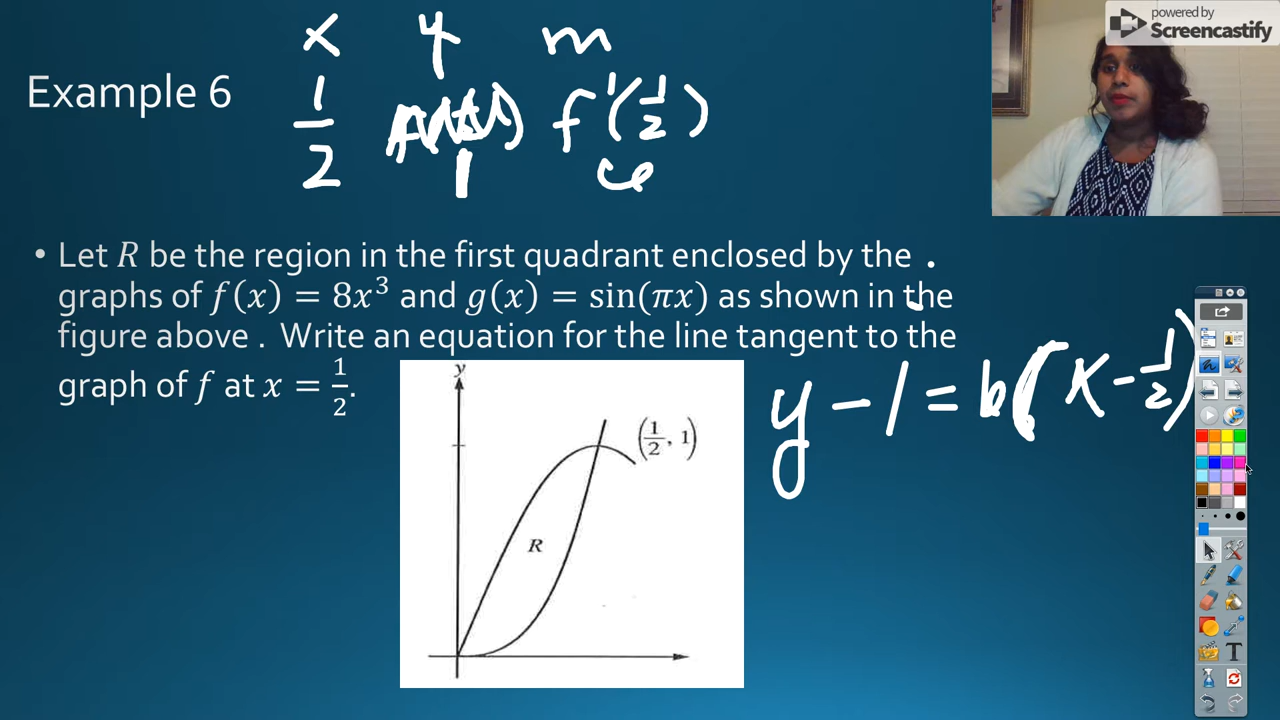 powered by
Screencastify
x y m
Example 6
1/2 f'(1/2)
1 6
• Let R be the region in the first quadrant enclosed by the .
graphs of f(x) = 8x³ and g(x) = sin(πx) as shown in the
figure above . Write an equation for the line tangent to the
graph of f at x = 1/2.
y
(1/2, 1)
R
y - 1 = 6(x - 1/2)
T